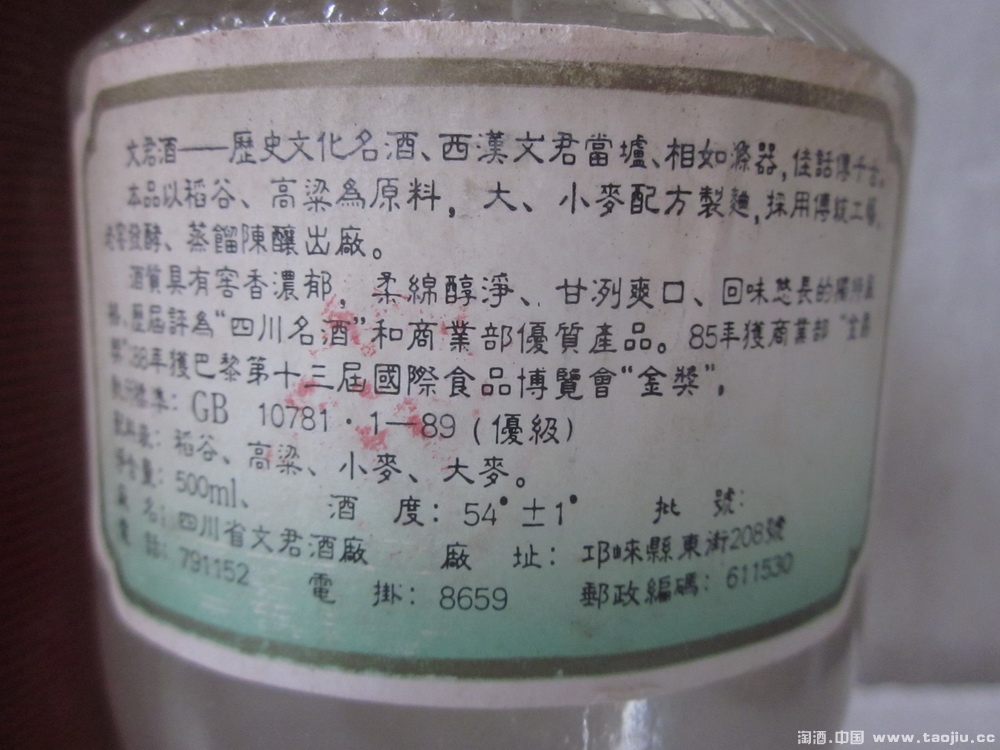 文君酒——歷史文化名酒、西漢文君當壚、相如滌器,佳話傳千古。
本品以稻谷、高粱為原料,大、小麥配方製麯,採用傳統工藝、
老窖發酵、蒸餾陳釀出廠。
酒質具有窖香濃郁,柔綿醇淨、甘洌爽口、回味悠長的獨特風
格、歷屆評為“四川名酒”和商業部優質產品。85年獲商業部“金爵
獎”88年獲巴黎第十三屆國際食品博覽會“金獎”。
執行標準:GB 10781·1—89(優級)
配料表:稻谷、高粱、小麥、大麥。
淨含量:500ml、 酒 度:54°±1° 批 號:
廠 名:四川省文君酒廠 廠 址:邛崍縣東街208號
電 話:791152 電 掛:8659 郵政編碼:611530
淘酒.中国 www.taojiu.cc